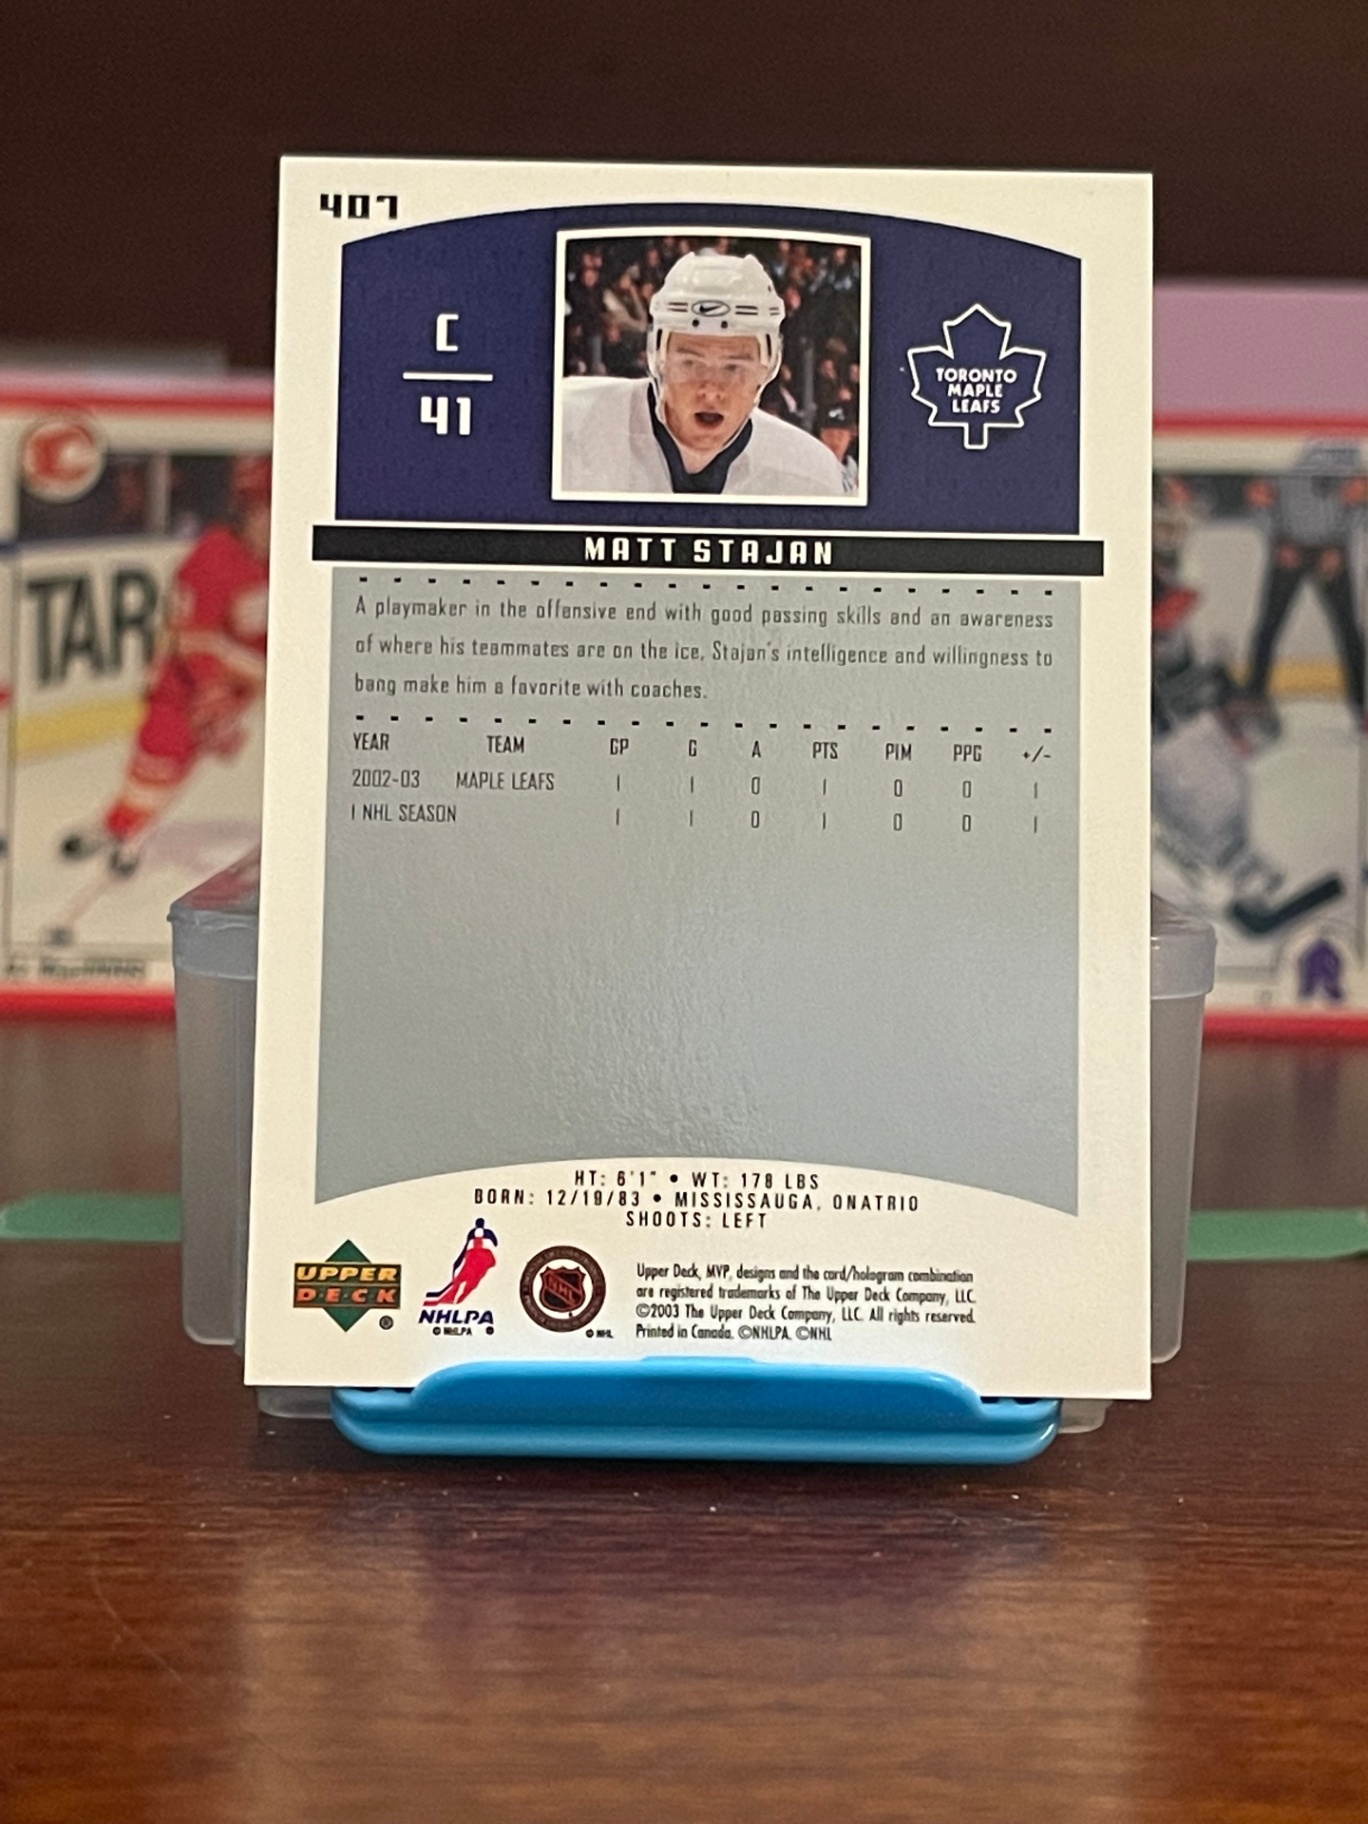 407
C
41
TORONTO
MAPLE
LEAFS
MATT STAJAN
A playmaker in the offensive end with good passing skills and an awareness
of where his teammates are on the ice, Stajan's intelligence and willingness to
bang make him a favorite with coaches.
YEAR TEAM GP G A PTS PIM PPG +/-
2002-03 MAPLE LEAFS 1 1 0 1 0 0 1
1 NHL SEASON 1 1 0 1 0 0 1
HT: 6'1" • WT: 178 LBS
BORN: 12/19/83 • MISSISSAUGA, ONATRIO
SHOOTS: LEFT
UPPER
DECK
®
NHLPA
© NHLPA ®
NHL
© NHL
Upper Deck, MVP, designs and the card/hologram combination
are registered trademarks of The Upper Deck Company, LLC.
©2003 The Upper Deck Company, LLC. All rights reserved.
Printed in Canada. ©NHLPA. ©NHL
TAR